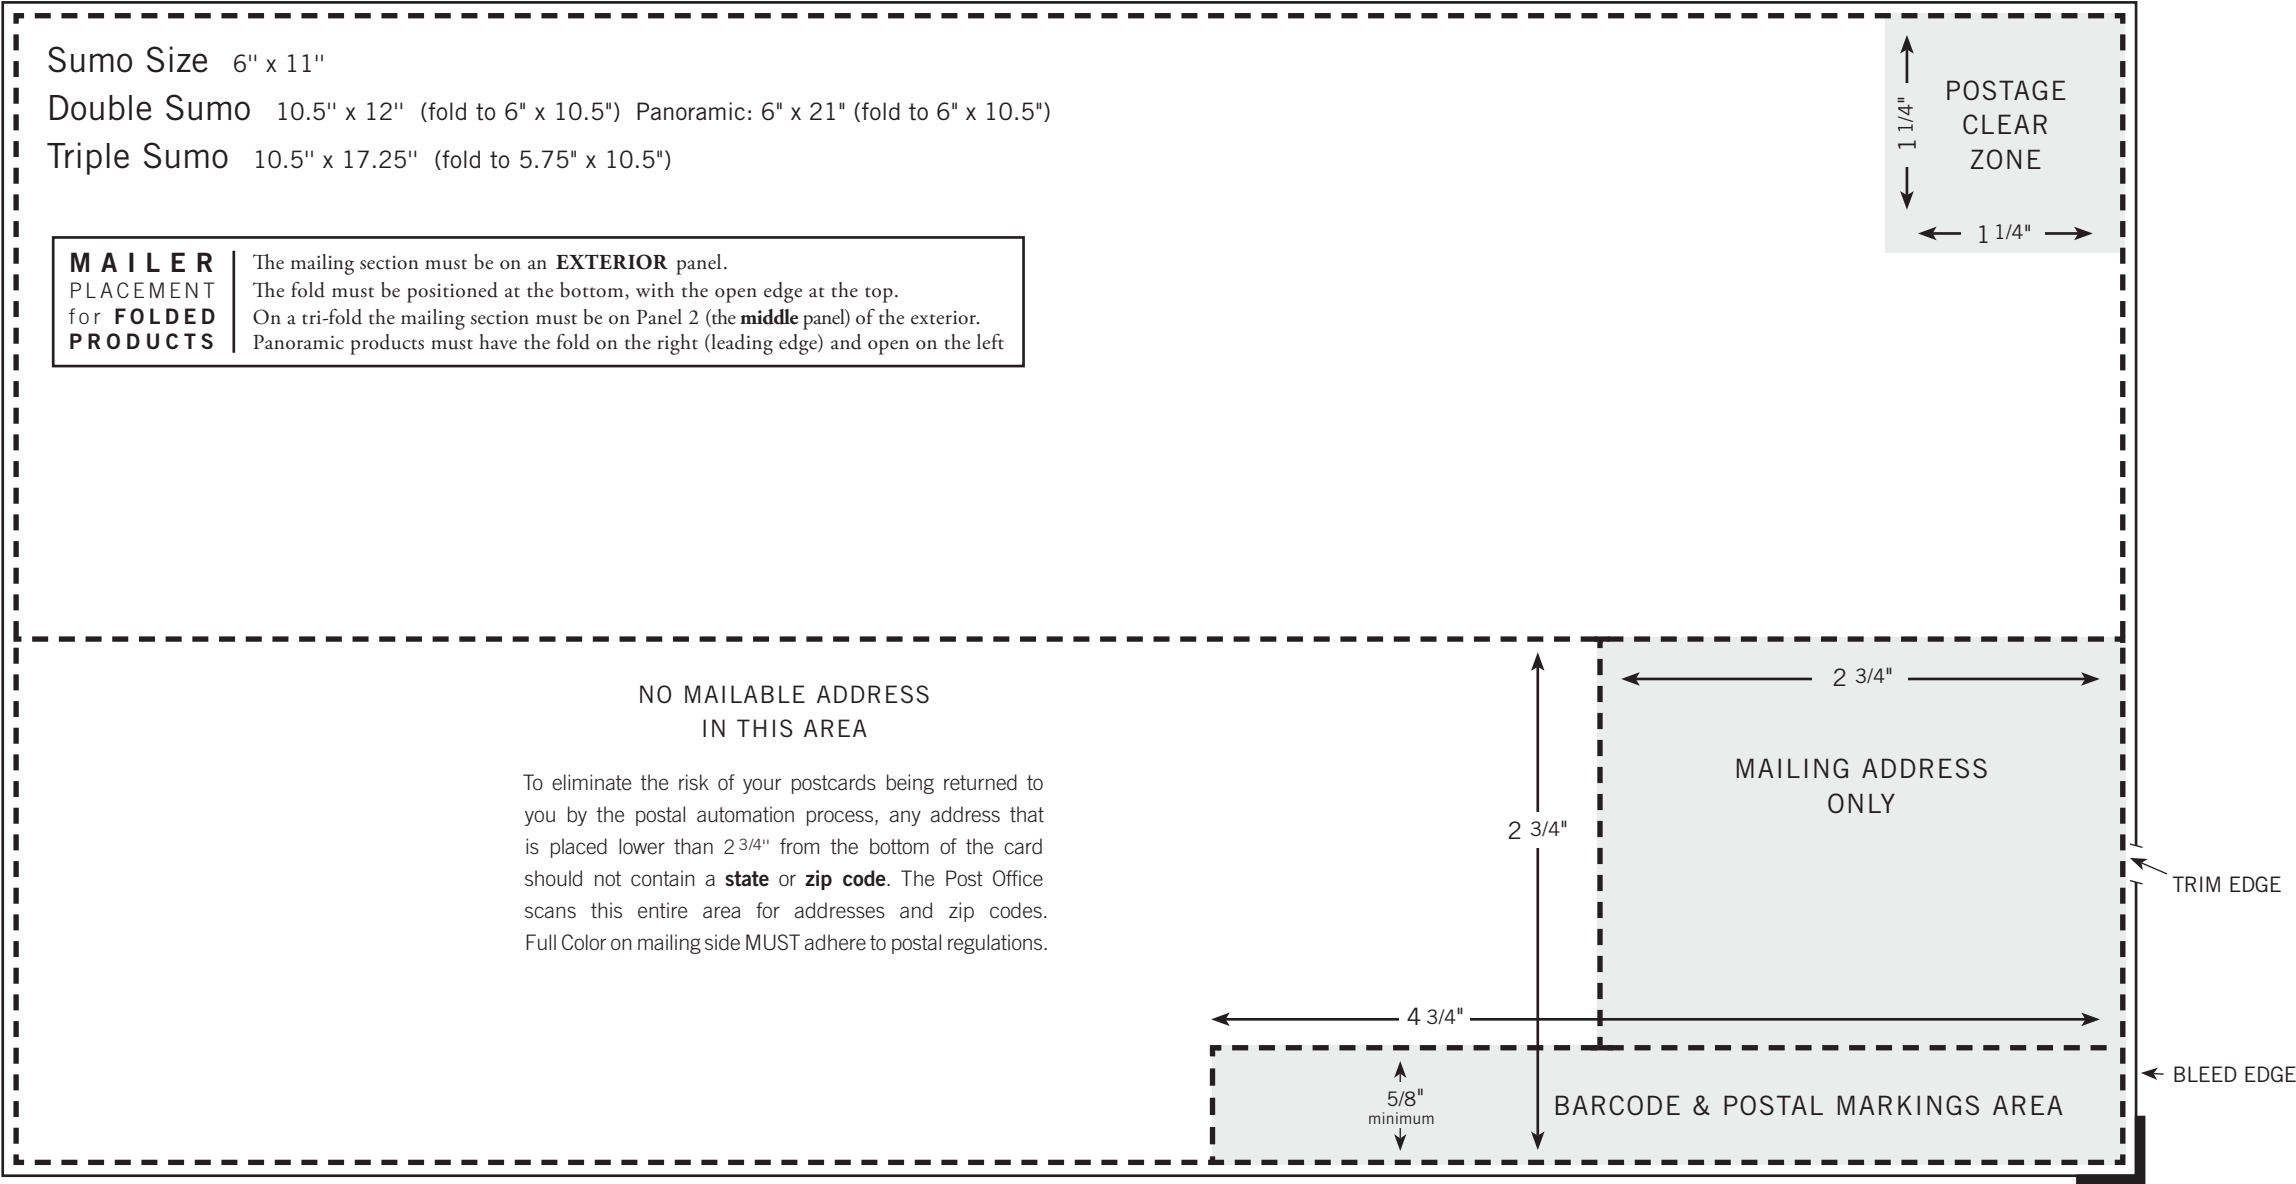 Sumo Size 6'' x 11''
Double Sumo 10.5'' x 12'' (fold to 6" x 10.5") Panoramic: 6" x 21" (fold to 6" x 10.5")
Triple Sumo 10.5'' x 17.25'' (fold to 5.75" x 10.5")
POSTAGE
CLEAR
ZONE
1 1/4"
1 1/4"
MAILER
PLACEMENT
for FOLDED
PRODUCTS
The mailing section must be on an EXTERIOR panel.
The fold must be positioned at the bottom, with the open edge at the top.
On a tri-fold the mailing section must be on Panel 2 (the middle panel) of the exterior.
Panoramic products must have the fold on the right (leading edge) and open on the left
NO MAILABLE ADDRESS
IN THIS AREA
To eliminate the risk of your postcards being returned to
you by the postal automation process, any address that
is placed lower than 2 3/4'' from the bottom of the card
should not contain a state or zip code. The Post Office
scans this entire area for addresses and zip codes.
Full Color on mailing side MUST adhere to postal regulations.
2 3/4"
2 3/4"
MAILING ADDRESS
ONLY
TRIM EDGE
4 3/4"
5/8"
minimum
BARCODE & POSTAL MARKINGS AREA
BLEED EDGE